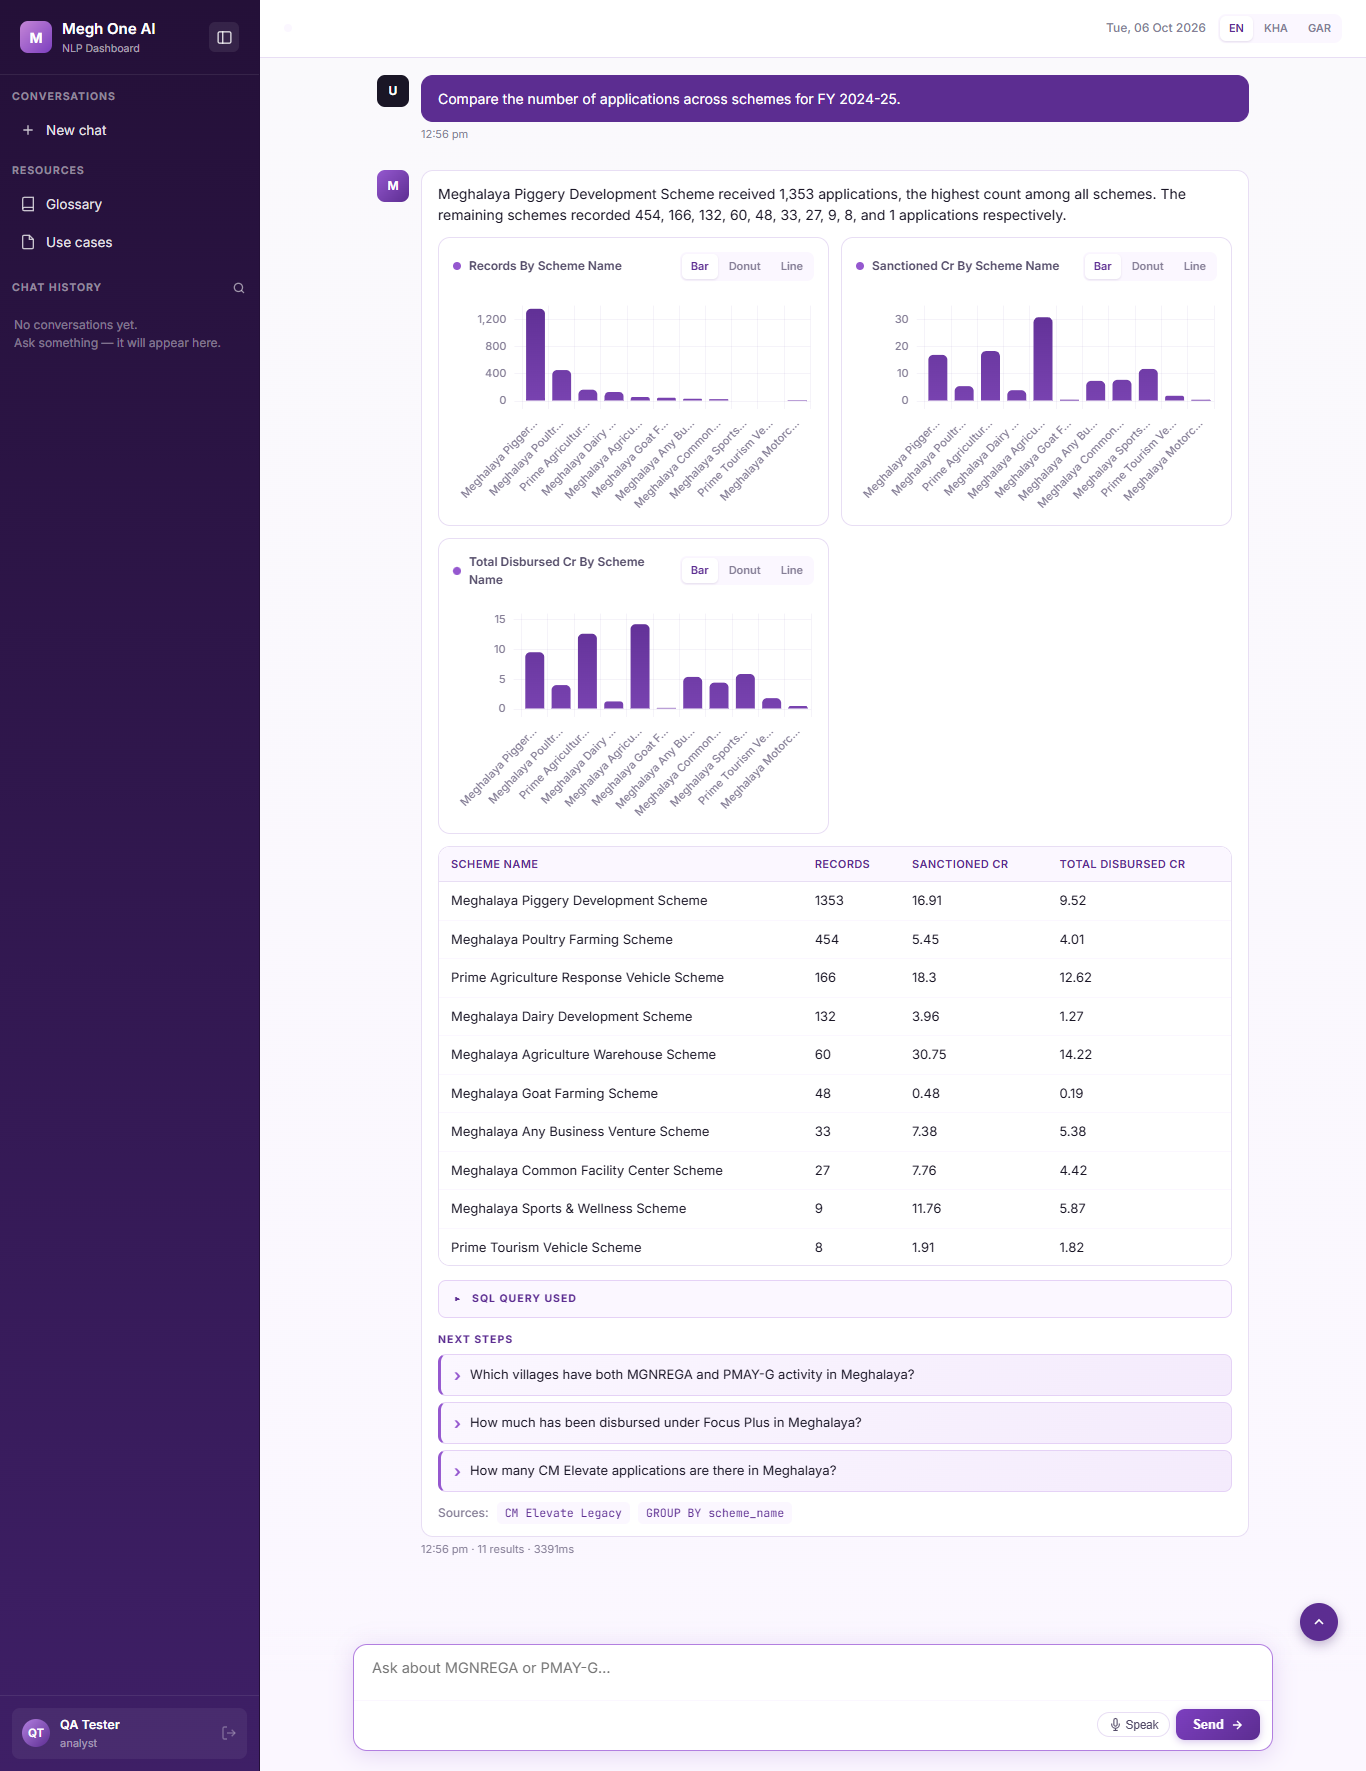 Megh One AI
NLP Dashboard
CONVERSATIONS
New chat
RESOURCES
Glossary
Use cases
CHAT HISTORY
No conversations yet.
Ask something — it will appear here.
QT
QA Tester
analyst
Tue, 06 Oct 2026
EN KHA GAR
U
Compare the number of applications across schemes for FY 2024-25.
12:56 pm
M
Meghalaya Piggery Development Scheme received 1,353 applications, the highest count among all schemes. The
remaining schemes recorded 454, 166, 132, 60, 48, 33, 27, 9, 8, and 1 applications respectively.
Records By Scheme Name
Bar Donut Line
1,200
800
400
0
Meghalaya Pigger...
Meghalaya Poultr...
Prime Agricultur...
Meghalaya Dairy ...
Meghalaya Agricu...
Meghalaya Goat F...
Meghalaya Any Bu...
Meghalaya Common...
Meghalaya Sports...
Prime Tourism Ve...
Meghalaya Motorc...
Sanctioned Cr By Scheme Name
Bar Donut Line
30
20
10
0
Meghalaya Pigger...
Meghalaya Poultr...
Prime Agricultur...
Meghalaya Dairy ...
Meghalaya Agricu...
Meghalaya Goat F...
Meghalaya Any Bu...
Meghalaya Common...
Meghalaya Sports...
Prime Tourism Ve...
Meghalaya Motorc...
Total Disbursed Cr By Scheme
Name
Bar Donut Line
15
10
5
0
Meghalaya Pigger...
Meghalaya Poultr...
Prime Agricultur...
Meghalaya Dairy ...
Meghalaya Agricu...
Meghalaya Goat F...
Meghalaya Any Bu...
Meghalaya Common...
Meghalaya Sports...
Prime Tourism Ve...
Meghalaya Motorc...
SCHEME NAME RECORDS SANCTIONED CR TOTAL DISBURSED CR
Meghalaya Piggery Development Scheme 1353 16.91 9.52
Meghalaya Poultry Farming Scheme 454 5.45 4.01
Prime Agriculture Response Vehicle Scheme 166 18.3 12.62
Meghalaya Dairy Development Scheme 132 3.96 1.27
Meghalaya Agriculture Warehouse Scheme 60 30.75 14.22
Meghalaya Goat Farming Scheme 48 0.48 0.19
Meghalaya Any Business Venture Scheme 33 7.38 5.38
Meghalaya Common Facility Center Scheme 27 7.76 4.42
Meghalaya Sports & Wellness Scheme 9 11.76 5.87
Prime Tourism Vehicle Scheme 8 1.91 1.82
SQL QUERY USED
NEXT STEPS
Which villages have both MGNREGA and PMAY-G activity in Meghalaya?
How much has been disbursed under Focus Plus in Meghalaya?
How many CM Elevate applications are there in Meghalaya?
Sources: CM Elevate Legacy GROUP BY scheme_name
12:56 pm · 11 results · 3391ms
Ask about MGNREGA or PMAY-G...
Speak
Send
M